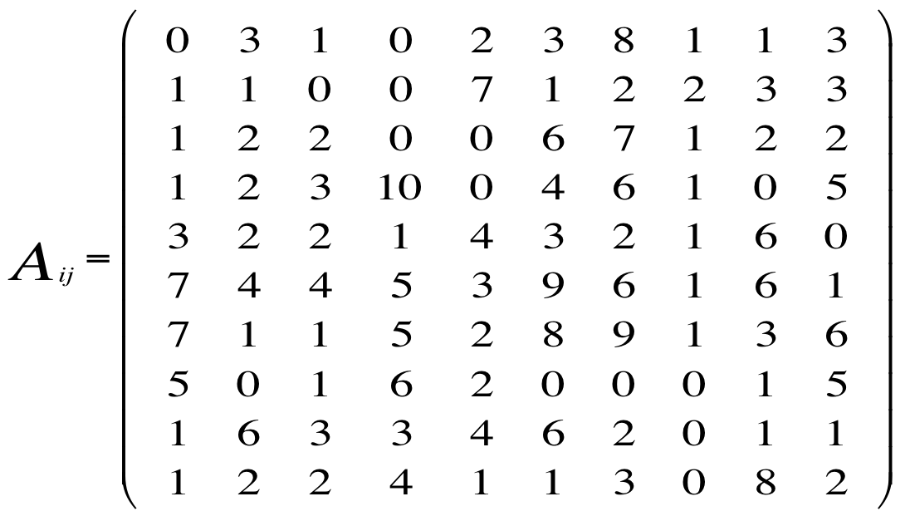 0 3 1 0 2 3 8 1 1 3
1 1 0 0 7 1 2 2 3 3
1 2 2 0 0 6 7 1 2 2
1 2 3 10 0 4 6 1 0 5
3 2 2 1 4 3 2 1 6 0
A ij =
7 4 4 5 3 9 6 1 6 1
7 1 1 5 2 8 9 1 3 6
5 0 1 6 2 0 0 0 1 5
1 6 3 3 4 6 2 0 1 1
1 2 2 4 1 1 3 0 8 2